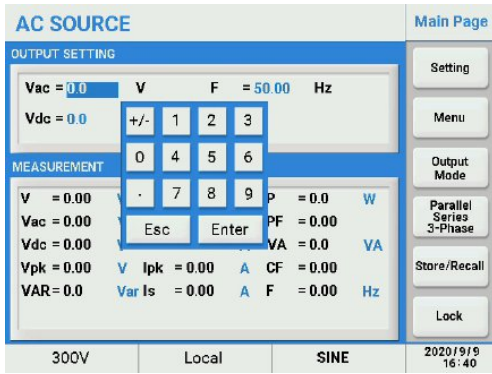 AC SOURCE
Main Page
OUTPUT SETTING
Vac = 0.0 V F = 50.00 Hz
Vdc = 0.0
+/- 1 2 3
0 4 5 6
. 7 8 9
Esc Enter
MEASUREMENT
V = 0.00 P = 0.0 W
Vac = 0.00 PF = 0.00
Vdc = 0.00 VA = 0.0 VA
Vpk = 0.00 V Ipk = 0.00 A CF = 0.00
VAR= 0.0 Var Is = 0.00 A F = 0.00 Hz
Setting
Menu
Output
Mode
Parallel
Series
3-Phase
Store/Recall
Lock
300V Local SINE
2020/9/9
16:40